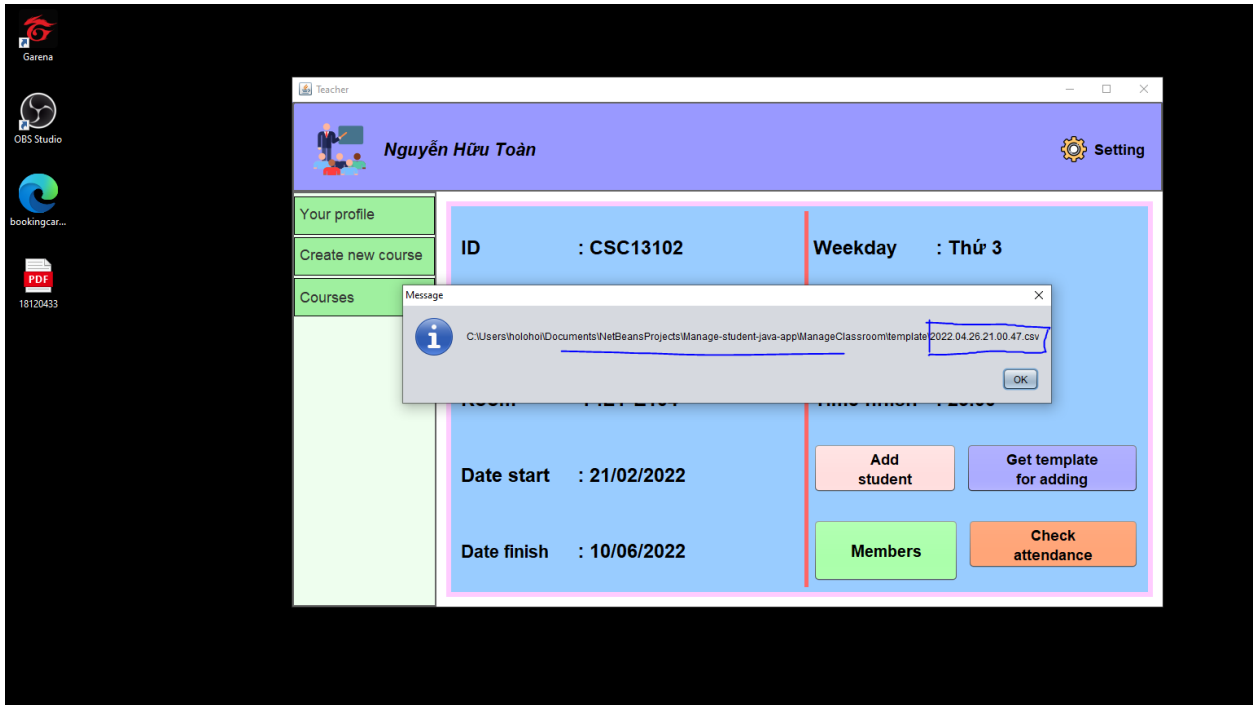 Garena
OBS Studio
bookingcar...
PDF
18120433
Teacher
Nguyễn Hữu Toàn
Setting
Your profile
Create new course
Courses
ID : CSC13102
Weekday : Thứ 3
Message
C:\Users\holohoi\Documents\NetBeansProjects\Manage-student-java-app\ManageClassroom\template\2022.04.26.21.00.47.csv
OK
Date start : 21/02/2022
Date finish : 10/06/2022
Add
student
Get template
for adding
Members
Check
attendance